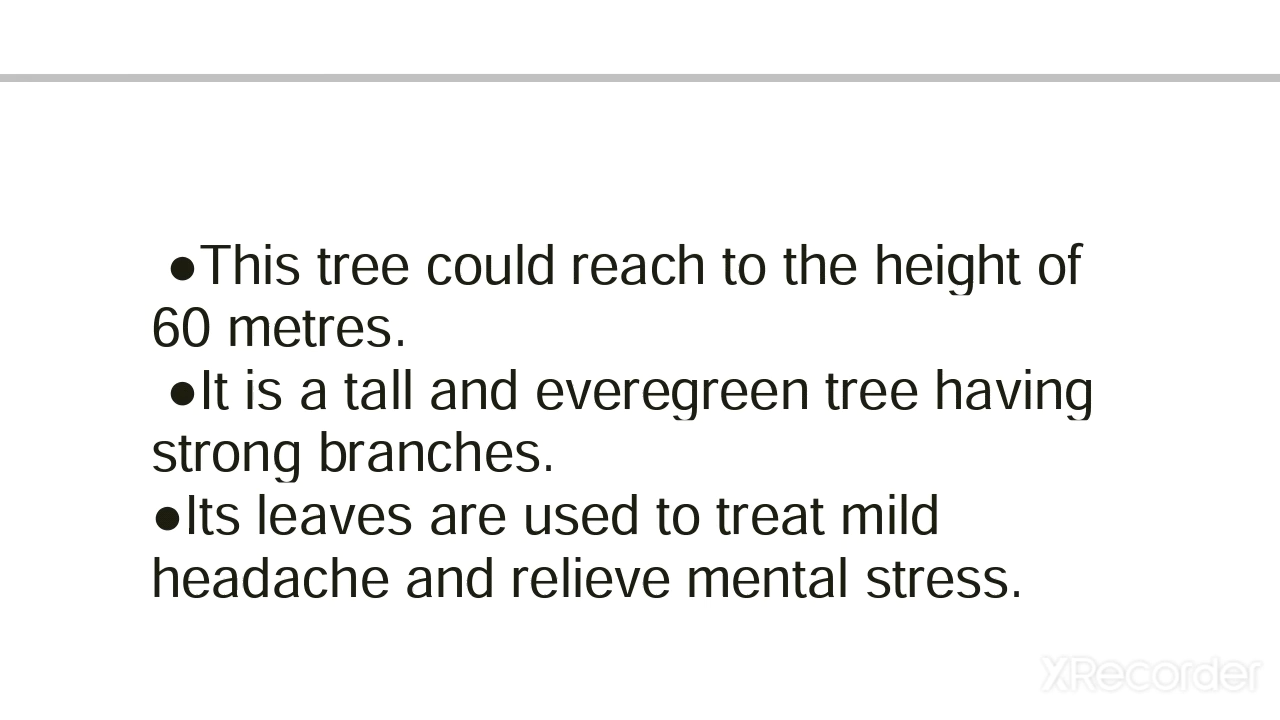 ●This tree could reach to the height of
60 metres.
●It is a tall and everegreen tree having
strong branches.
●Its leaves are used to treat mild
headache and relieve mental stress.
XRecorder